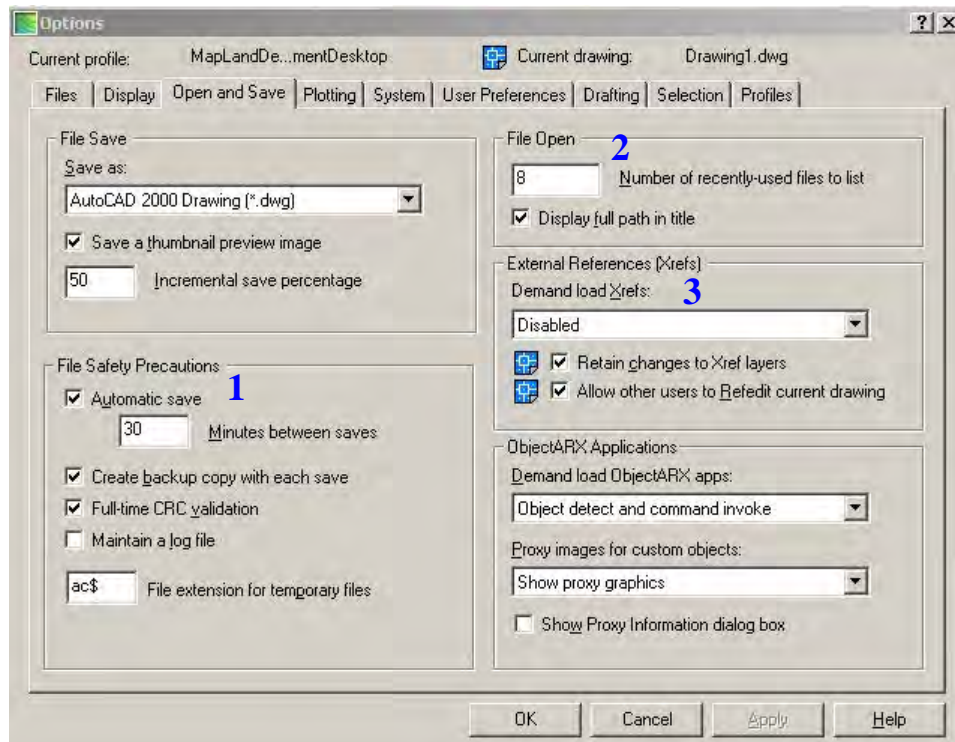 Options
Current profile: MapLandDe...mentDesktop Current drawing: Drawing1.dwg
Files Display Open and Save Plotting System User Preferences Drafting Selection Profiles
File Save
Save as:
AutoCAD 2000 Drawing (*.dwg)
Save a thumbnail preview image
50 Incremental save percentage
File Safety Precautions
1
Automatic save
30 Minutes between saves
Create backup copy with each save
Full-time CRC validation
Maintain a log file
ac$ File extension for temporary files
File Open
2
8 Number of recently-used files to list
Display full path in title
External References (Xrefs)
Demand load Xrefs: 3
Disabled
Retain changes to Xref layers
Allow other users to Refedit current drawing
ObjectARX Applications
Demand load ObjectARX apps:
Object detect and command invoke
Proxy images for custom objects:
Show proxy graphics
Show Proxy Information dialog box
OK Cancel Apply Help